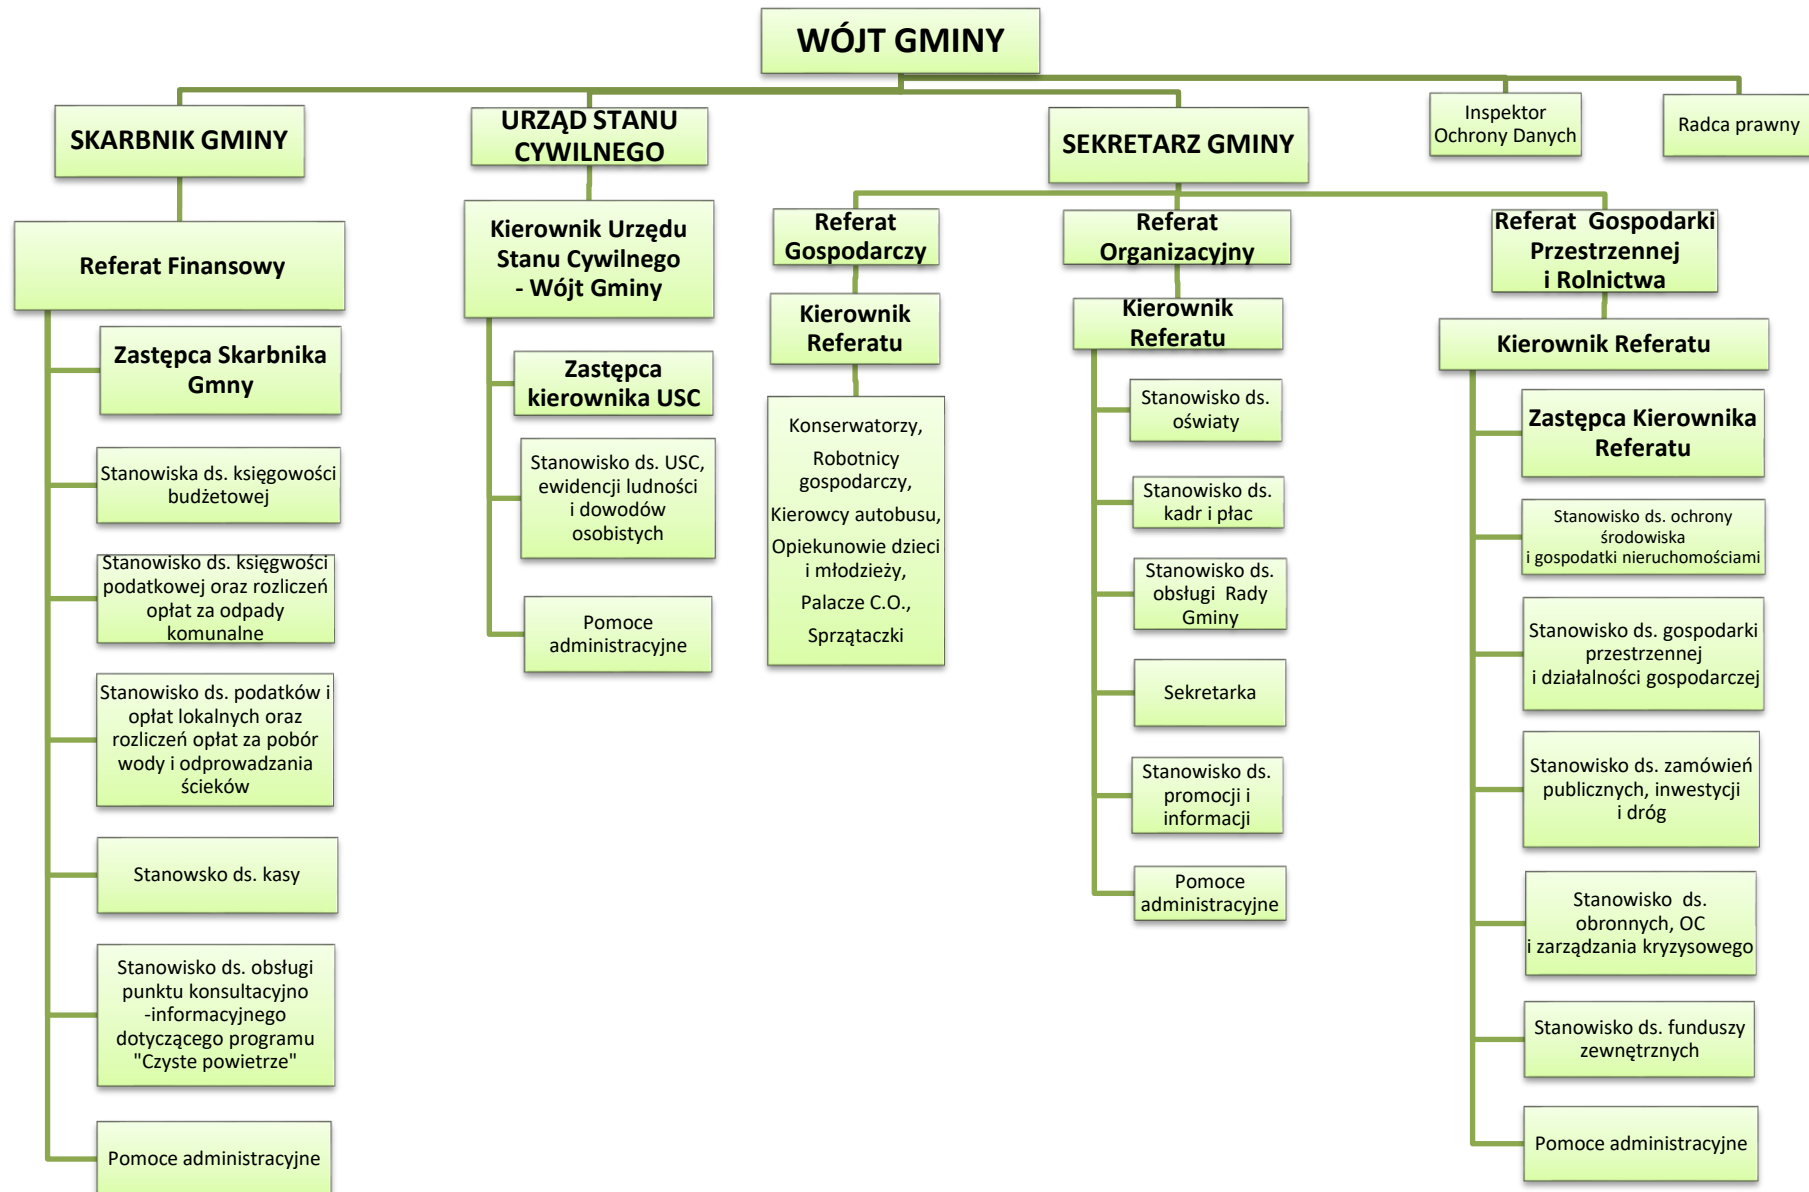 WÓJT GMINY
SKARBNIK GMINY
URZĄD STANU
CYWILNEGO
SEKRETARZ GMINY
Inspektor
Ochrony Danych
Radca prawny
Referat Finansowy
Zastępca Skarbnika
Gmny
Stanowiska ds. księgowości
budżetowej
Stanowisko ds. księgwości
podatkowej oraz rozliczeń
opłat za odpady
komunalne
Stanowisko ds. podatków i
opłat lokalnych oraz
rozliczeń opłat za pobór
wody i odprowadzania
ścieków
Stanowsko ds. kasy
Stanowisko ds. obsługi
punktu konsultacyjno
-informacyjnego
dotyczącego programu
"Czyste powietrze"
Pomoce administracyjne
Kierownik Urzędu
Stanu Cywilnego
- Wójt Gminy
Zastępca
kierownika USC
Stanowisko ds. USC,
ewidencji ludności
i dowodów
osobistych
Pomoce
administracyjne
Referat
Gospodarczy
Kierownik
Referatu
Konserwatorzy,
Robotnicy
gospodarczy,
Kierowcy autobusu,
Opiekunowie dzieci
i młodzieży,
Palacze C.O.,
Sprzątaczki
Referat
Organizacyjny
Kierownik
Referatu
Stanowisko ds.
oświaty
Stanowisko ds.
kadr i płac
Stanowisko ds.
obsługi Rady
Gminy
Sekretarka
Stanowisko ds.
promocji i
informacji
Pomoce
administracyjne
Referat Gospodarki
Przestrzennej
i Rolnictwa
Kierownik Referatu
Zastępca Kierownika
Referatu
Stanowisko ds. ochrony
środowiska
i gospodatki nieruchomościami
Stanowisko ds. gospodarki
przestrzennej
i działalności gospodarczej
Stanowisko ds. zamówień
publicznych, inwestycji
i dróg
Stanowisko ds.
obronnych, OC
i zarządzania kryzysowego
Stanowisko ds. funduszy
zewnętrznych
Pomoce administracyjne